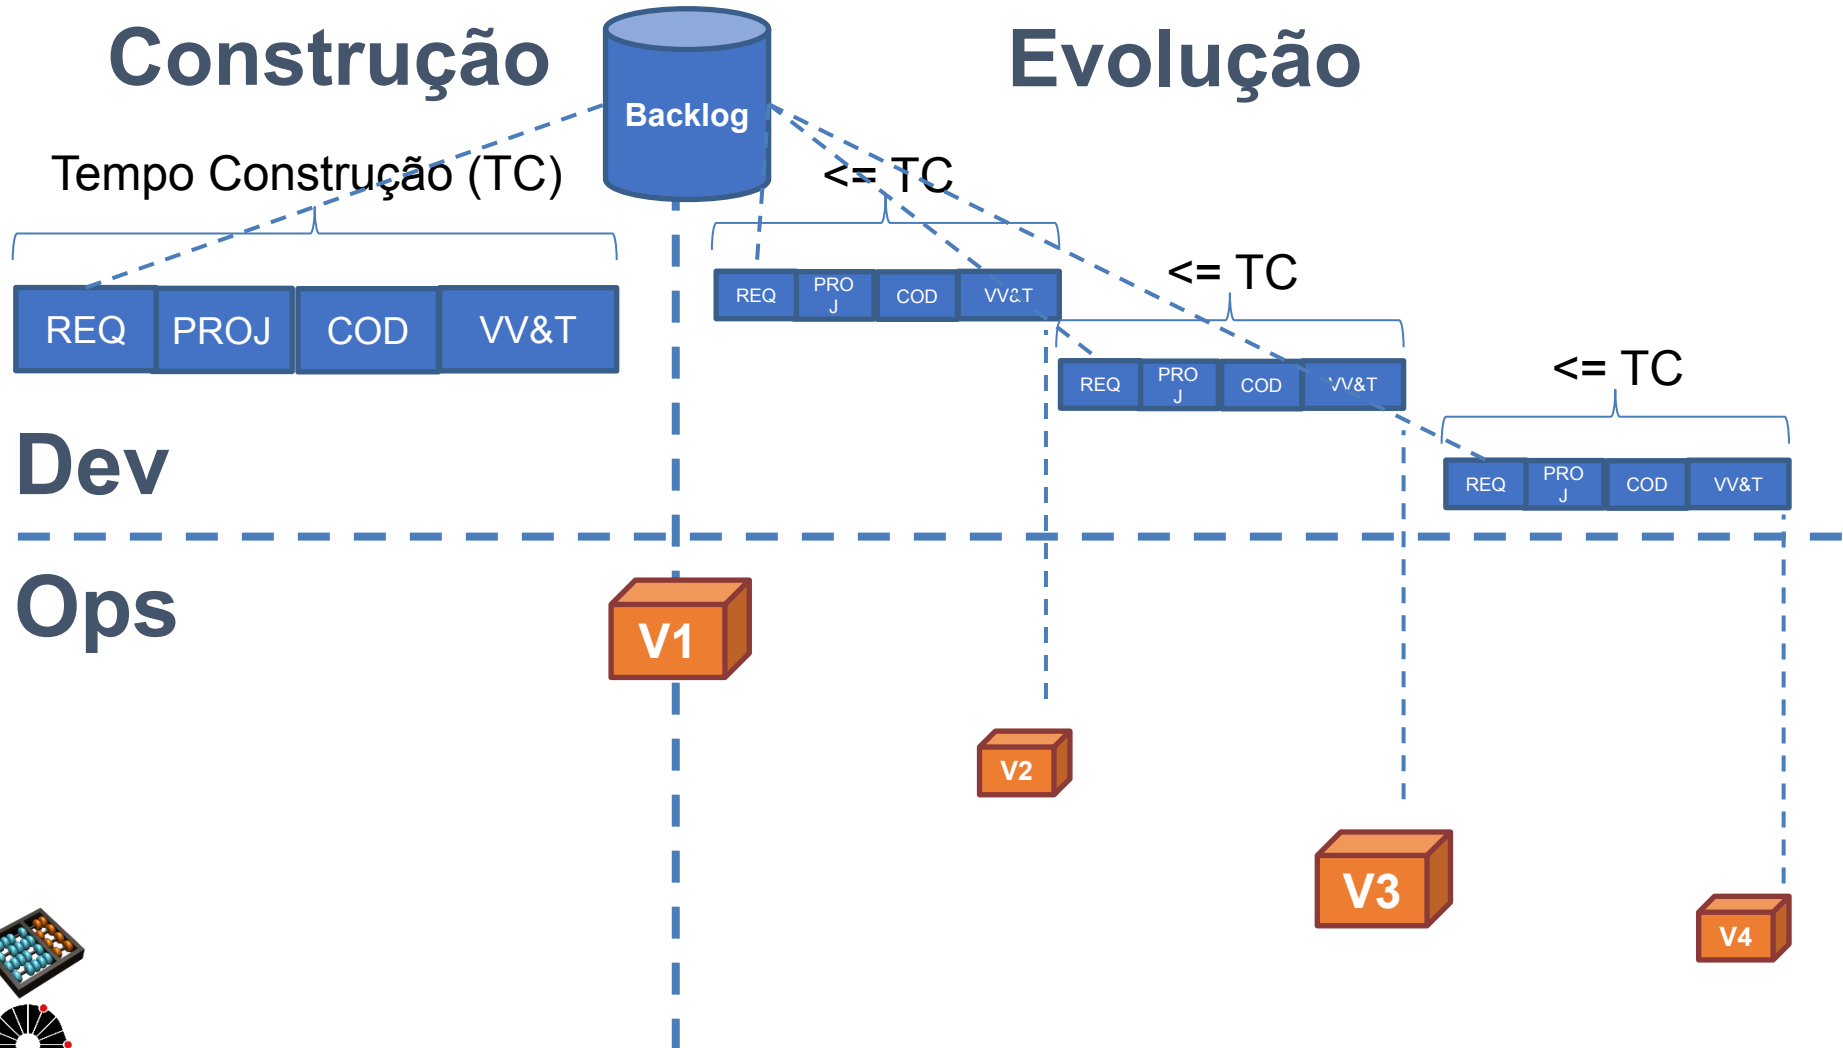 Construção
Backlog
Evolução
Tempo Construção (TC)
<= TC
REQ
PROJ
COD
VV&T
REQ
PRO
J
COD
VV&T
<= TC
REQ
PRO
J
COD
VV&T
<= TC
REQ
PRO
J
COD
VV&T
Dev
Ops
V1
V2
V3
V4